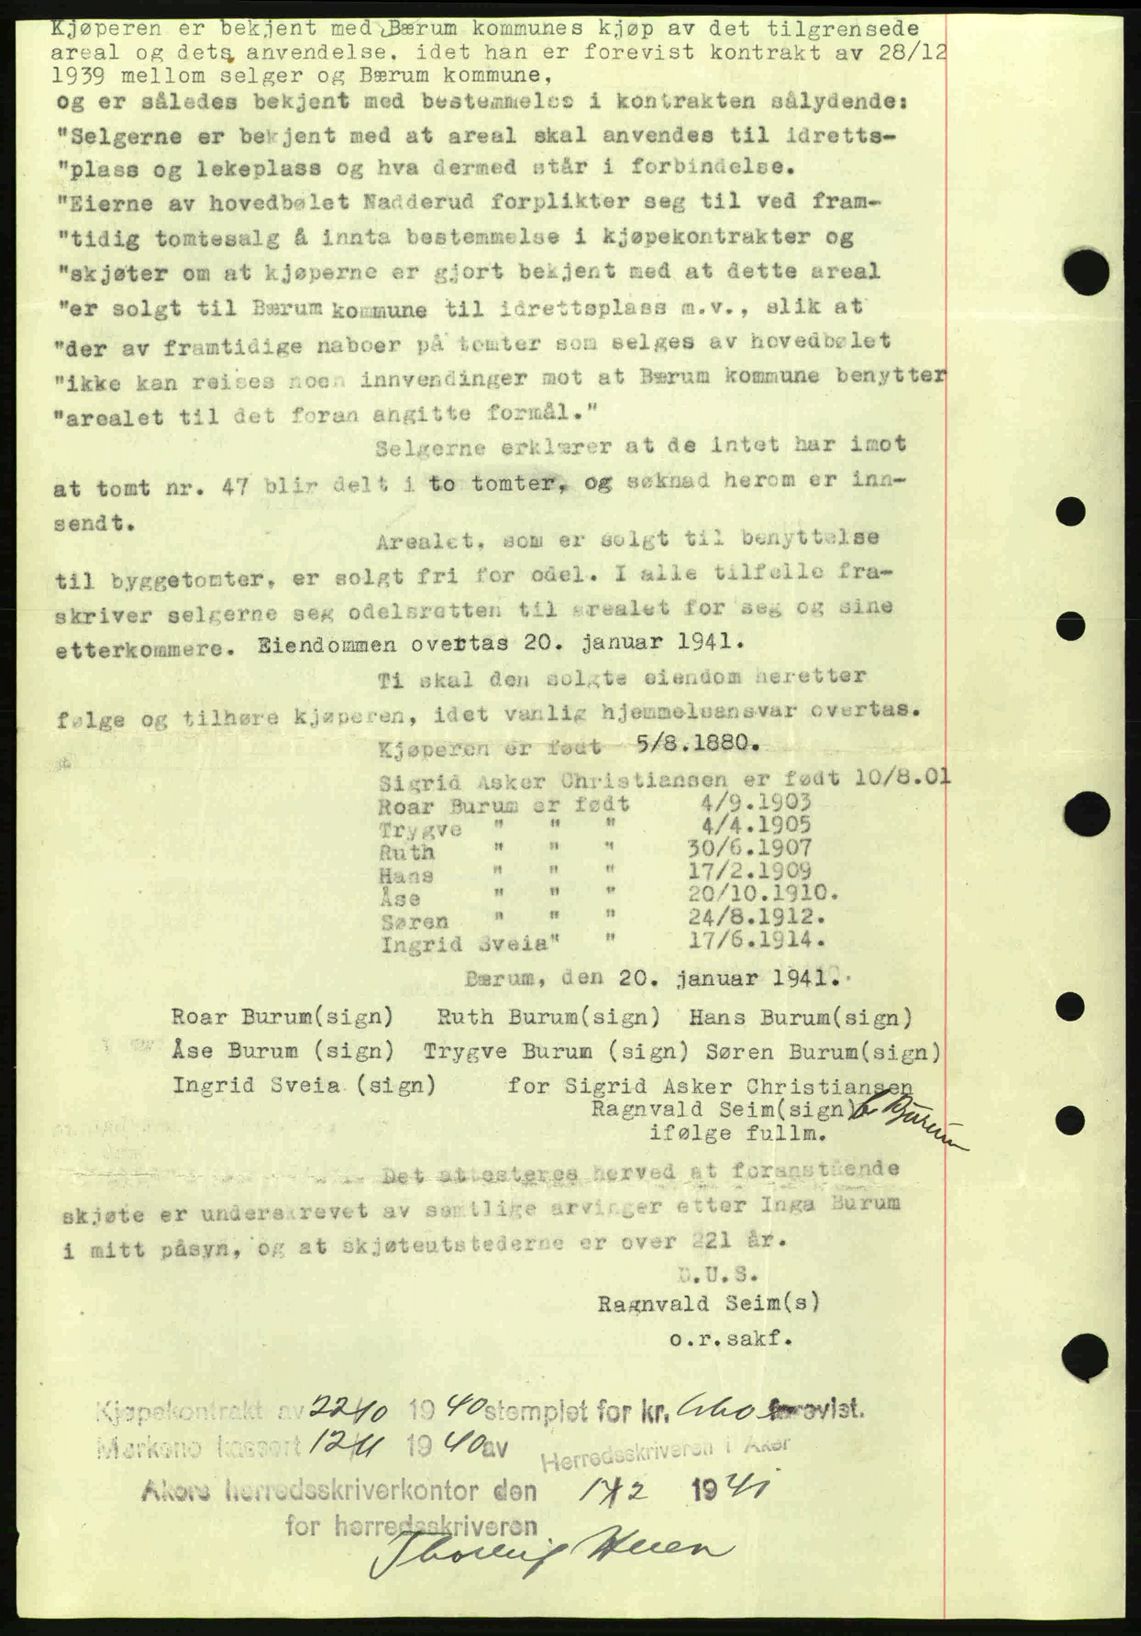 Kjøperen er bekjent med Bærum kommunes kjøp av det tilgrensede
areal og dets anvendelse, idet han er forevist kontrakt av 28/12
1939 mellom selger og Bærum kommune,
og er således bekjent med bestemmelse i kontrakten sålydende:
"Selgerne er bekjent med at areal skal anvendes til idretts-
"plass og lekeplass og hva dermed står i forbindelse.
"Eierne av hovedbølet Nadderud forplikter seg til ved fram-
"tidig tomtesalg å innta bestemmelse i kjøpekontrakter og
"skjøter om at kjøperne er gjort bekjent med at dette areal
"er solgt til Bærum kommune til idrettsplass m.v., slik at
"der av framtidige naboer på tomter som selges av hovedbølet
"ikke kan reises noen innvendinger mot at Bærum kommune benytter
"arealet til det foran angitte formål."
Selgerne erklærer at de intet har imot
at tomt nr. 47 blir delt i to tomter, og søknad herom er inn-
sendt.
Arealet, som er solgt til benyttelse
til byggetomter, er solgt fri for odel. I alle tilfelle fra-
skriver selgerne seg odelsretten til arealet for seg og sine
etterkommere. Eiendommen overtas 20. januar 1941.
Ti skal den solgte eiendom heretter
følge og tilhøre kjøperen, idet vanlig hjemmelsansvar overtas.
Kjøperen er født 5/8.1880.
Sigrid Asker Christiansen er født 10/8.01
Roar Burum er født 4/9.1903
Trygve " " " 4/4.1905
Ruth " " " 30/6.1907
Hans " " " 17/2.1909
Åse " " " 20/10.1910.
Søren " " " 24/8.1912.
Ingrid Sveia" " 17/6.1914.
Bærum, den 20. januar 1941.
Roar Burum(sign) Ruth Burum(sign) Hans Burum(sign)
Åse Burum (sign) Trygve Burum (sign) Søren Burum(sign)
Ingrid Sveia (sign) for Sigrid Asker Christiansen
Ragnvald Seim(sign) Burum
ifølge fullm.
Det attesteres herved at foranstående
skjøte er underskrevet av samtlige arvinger etter Inga Burum
i mitt påsyn, og at skjøteutstederne er over 221 år.
D.U.S.
Ragnvald Seim(s)
o.r.sakf.
Kjøpekontrakt av 22/10 1940 stemplet for kr. forevist.
Merkene kassert 12/11 1940 av Herredsskriveren i Aker
Akers herredsskriverkontor den 17/2 1941
for herredsskriveren